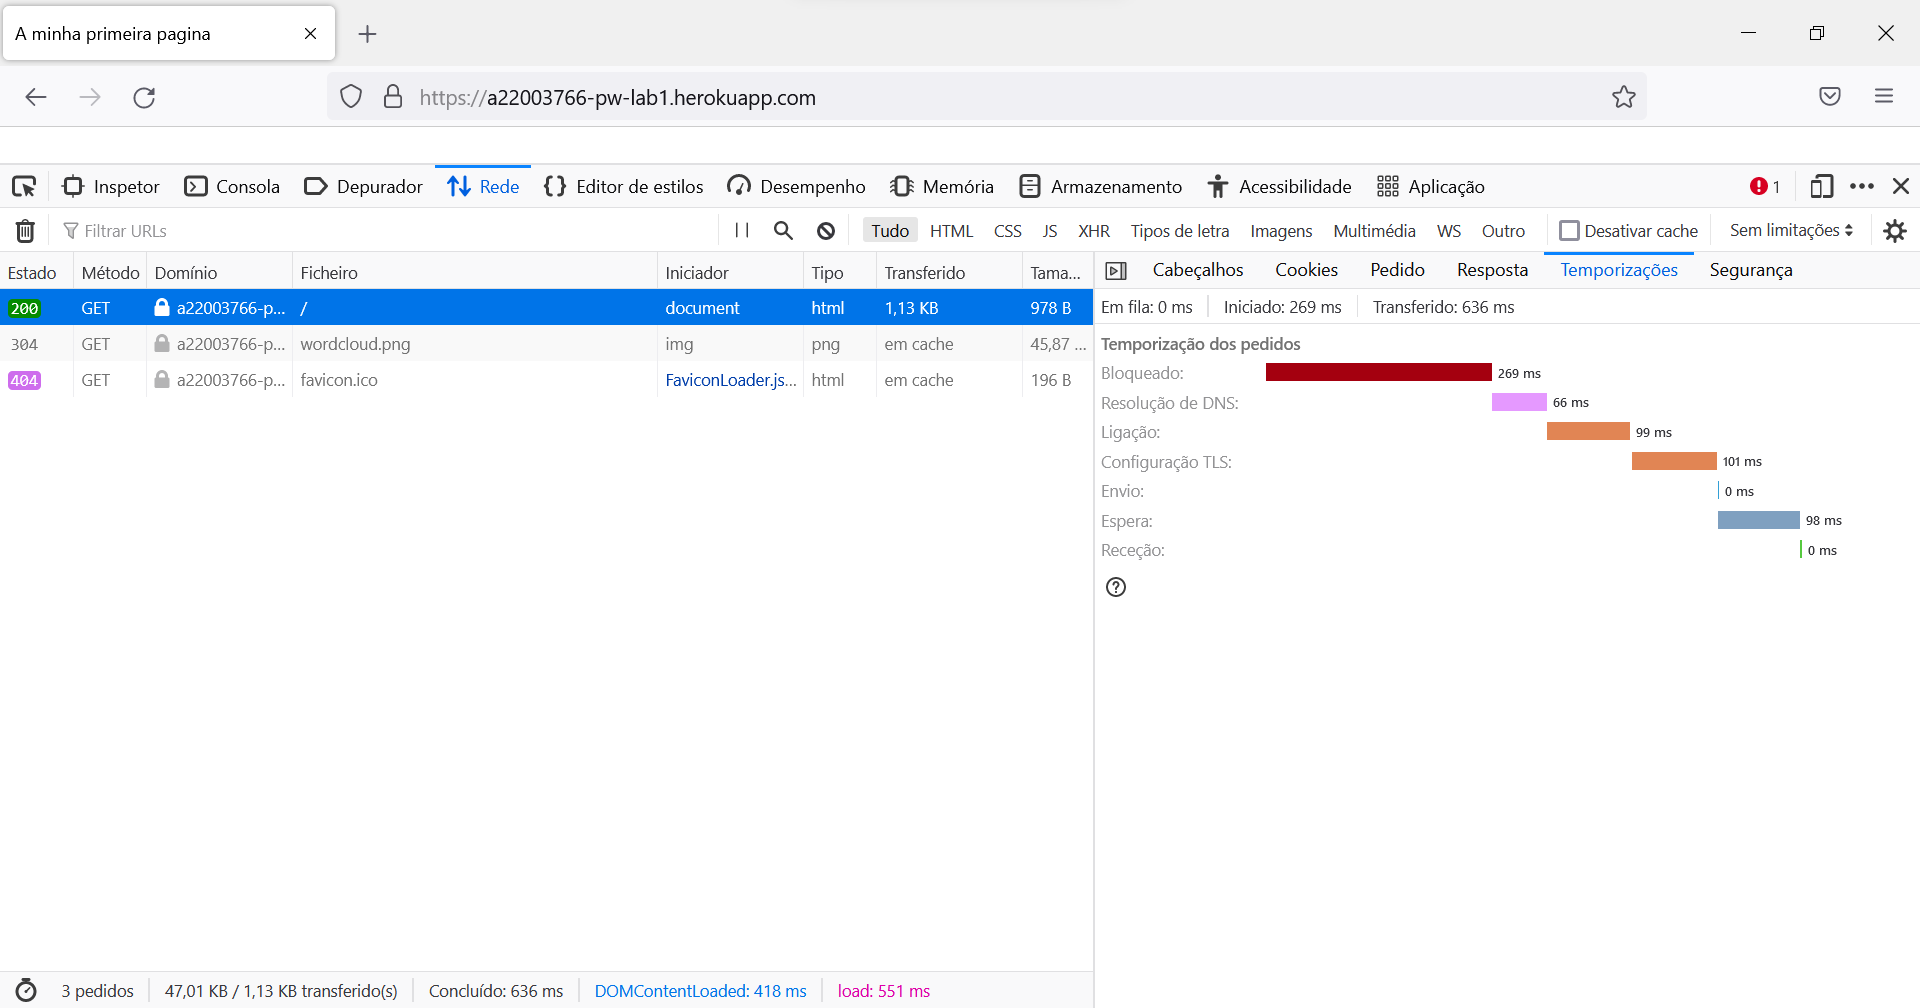 A minha primeira pagina
https://a22003766-pw-lab1.herokuapp.com
Inspetor Consola Depurador Rede Editor de estilos Desempenho Memória Armazenamento Acessibilidade Aplicação 1
Filtrar URLs Tudo HTML CSS JS XHR Tipos de letra Imagens Multimédia WS Outro Desativar cache Sem limitações
Estado Método Domínio Ficheiro Iniciador Tipo Transferido Tama...
200 GET a22003766-p... / document html 1,13 KB 978 B
304 GET a22003766-p... wordcloud.png img png em cache 45,87 ...
404 GET a22003766-p... favicon.ico FaviconLoader.js... html em cache 196 B
Cabeçalhos Cookies Pedido Resposta Temporizações Segurança
Em fila: 0 ms Iniciado: 269 ms Transferido: 636 ms
Temporização dos pedidos
Bloqueado: 269 ms
Resolução de DNS: 66 ms
Ligação: 99 ms
Configuração TLS: 101 ms
Envio: 0 ms
Espera: 98 ms
Receção: 0 ms
3 pedidos 47,01 KB / 1,13 KB transferido(s) Concluído: 636 ms DOMContentLoaded: 418 ms load: 551 ms